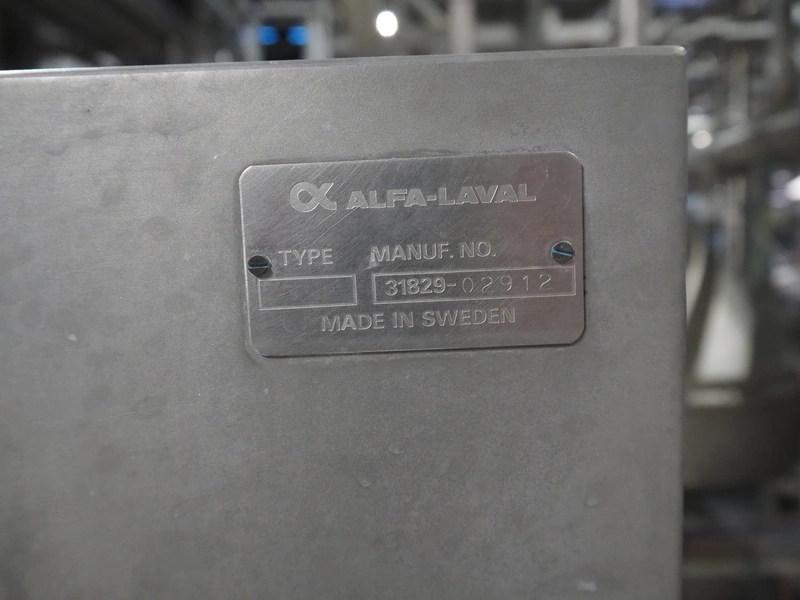 ALFA-LAVAL
TYPE MANUF. NO.
31829-02912
MADE IN SWEDEN